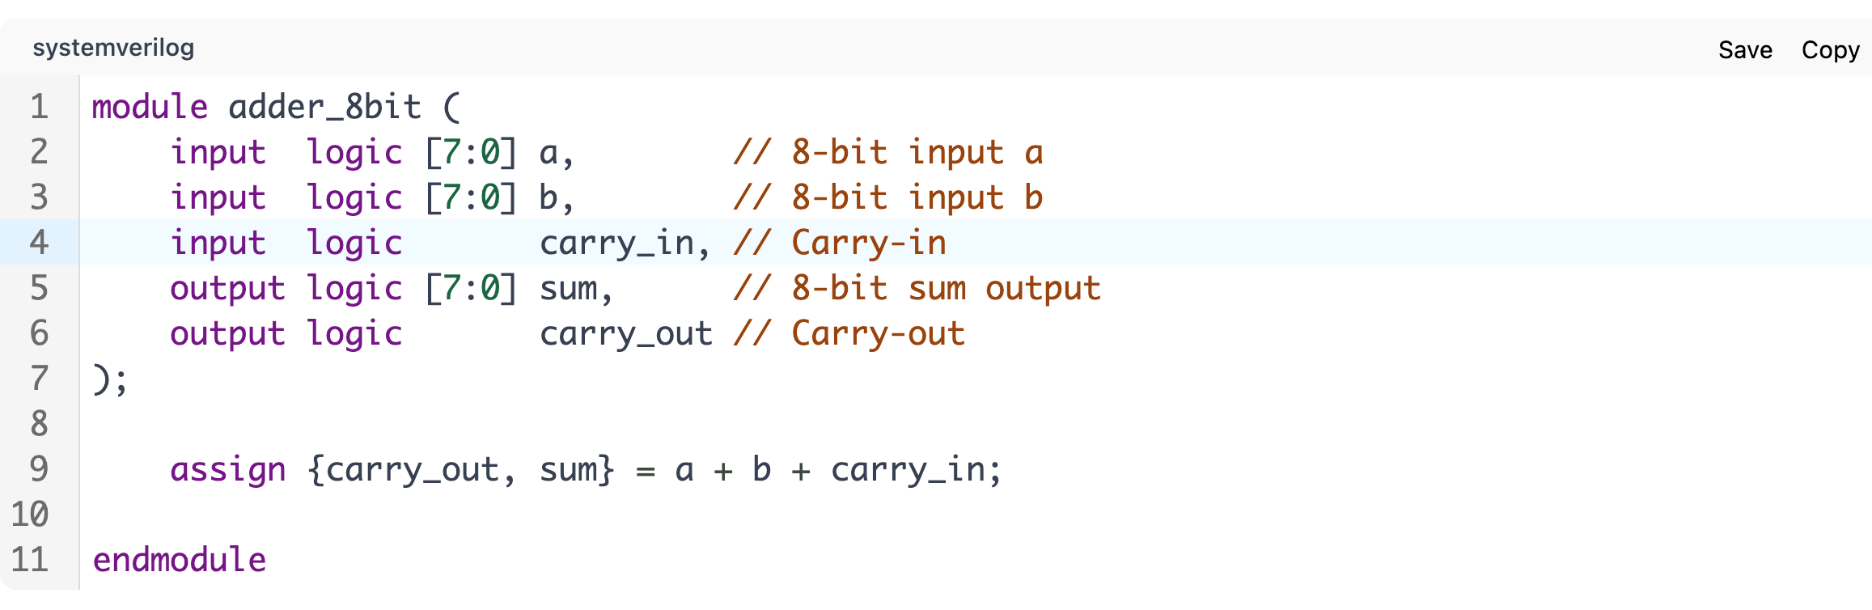 systemverilog
Save Copy
1 module adder_8bit (
2     input  logic [7:0] a,        // 8-bit input a
3     input  logic [7:0] b,        // 8-bit input b
4     input  logic       carry_in, // Carry-in
5     output logic [7:0] sum,      // 8-bit sum output
6     output logic       carry_out // Carry-out
7 );
8
9     assign {carry_out, sum} = a + b + carry_in;
10
11 endmodule